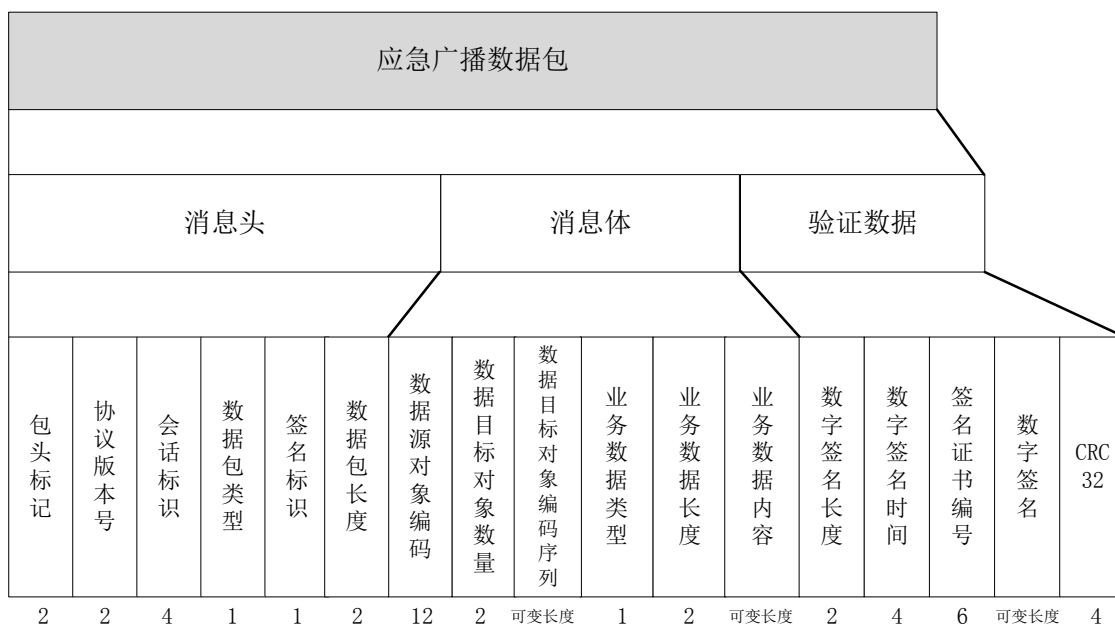 应急广播数据包
消息头
消息体
验证数据
包头标记
协议版本号
会话标识
数据包类型
签名标识
数据包长度
数据源对象编码
数据目标对象数量
数据目标对象编码序列
业务数据类型
业务数据长度
业务数据内容
数字签名长度
数字签名时间
签名证书编号
数字签名
CRC
32
2 2 4 1 1 2 12 2 可变长度 1 2 可变长度 2 4 6 可变长度 4